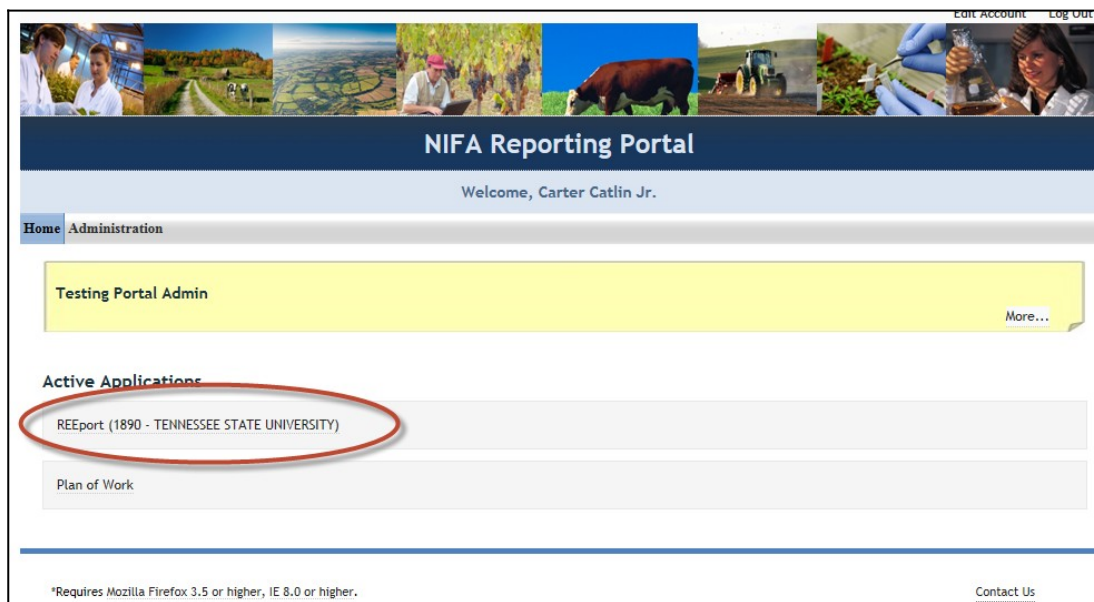 Edit Account Log Out
NIFA Reporting Portal
Welcome, Carter Catlin Jr.
Home Administration
Testing Portal Admin
More...
Active Applications
REEport (1890 - TENNESSEE STATE UNIVERSITY)
Plan of Work
*Requires Mozilla Firefox 3.5 or higher, IE 8.0 or higher. Contact Us